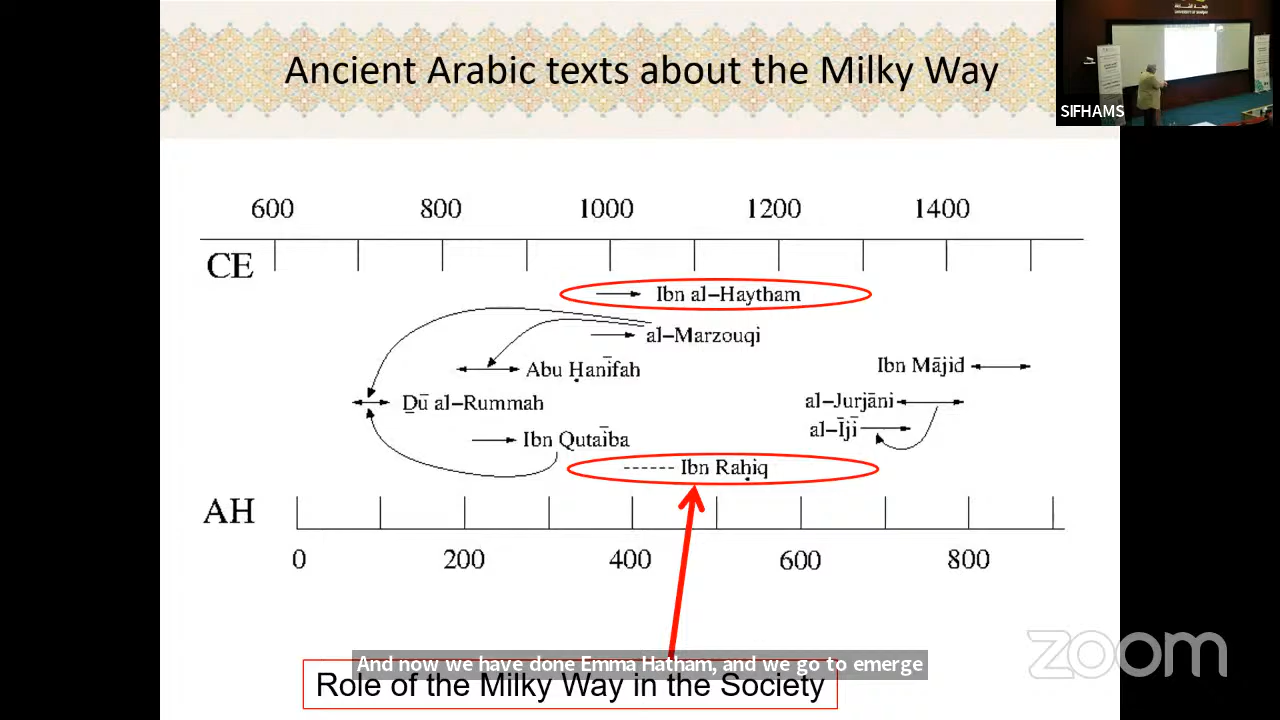 Ancient Arabic texts about the Milky Way
SIFHAMS
600 800 1000 1200 1400
CE
Ibn al-Haytham
al-Marzouqi
Abu Ḥanīfah
Ibn Mājid
Ḏū al-Rummah
al-Jurjāni
al-Ījī
Ibn Qutaība
Ibn Raḥiq
AH
0 200 400 600 800
And now we have done Emma Hatham, and we go to emerge
Role of the Milky Way in the Society
zoom